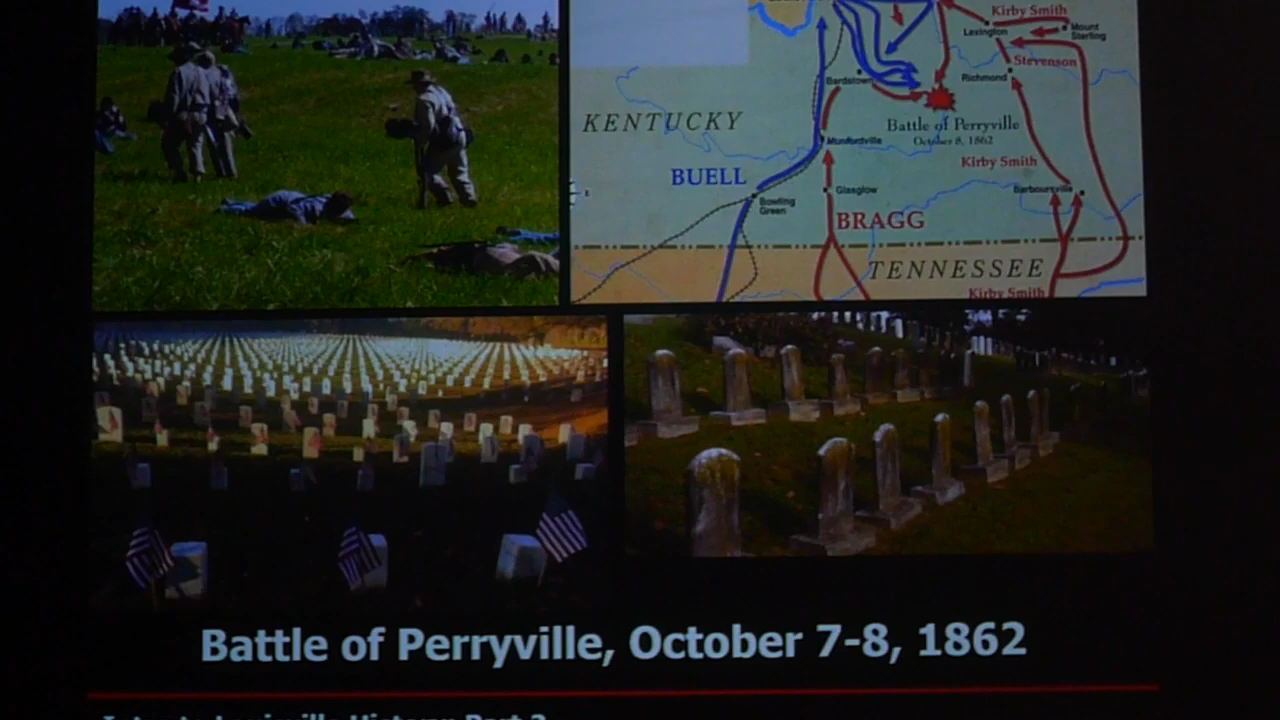 Kirby Smith
Lexington
Mount
Sterling
Stevenson
Bardstown
Richmond
KENTUCKY
Battle of Perryville
October 8, 1862
Munfordville
Kirby Smith
BUELL
Glasgow
Barboursville
Bowling
Green
BRAGG
TENNESSEE
Kirby Smith
Battle of Perryville, October 7-8, 1862